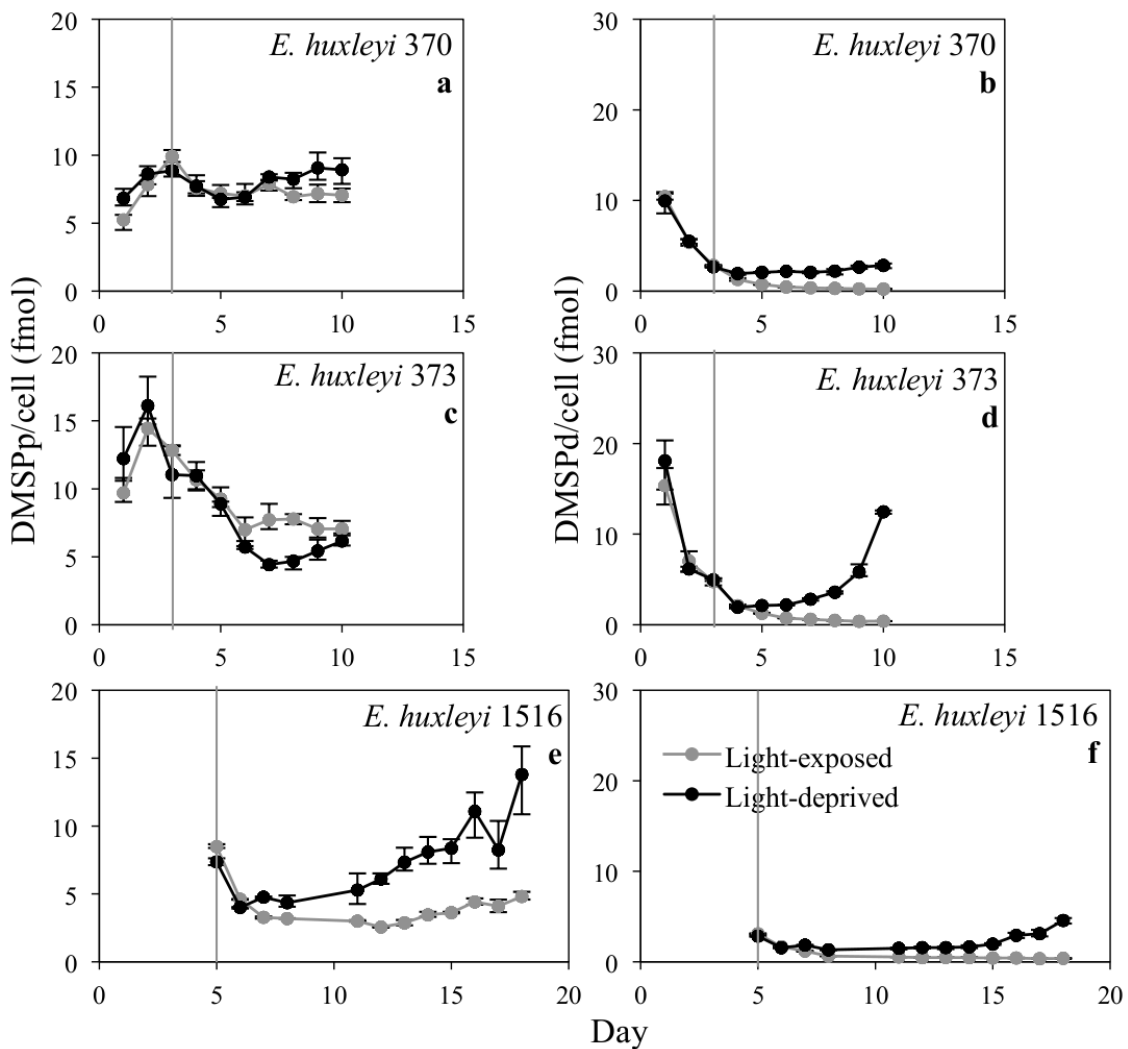 20
15
10
5
0
E. huxleyi 370
a
0 5 10 15
30
20
10
0
E. huxleyi 370
b
0 5 10 15
DMSPp/cell (fmol)
20
15
10
5
0
E. huxleyi 373
c
0 5 10 15
DMSPd/cell (fmol)
30
20
10
0
E. huxleyi 373
d
0 5 10 15
20
15
10
5
0
E. huxleyi 1516
e
0 5 10 15 20
30
20
10
0
E. huxleyi 1516
f
Light-exposed
Light-deprived
0 5 10 15 20
Day